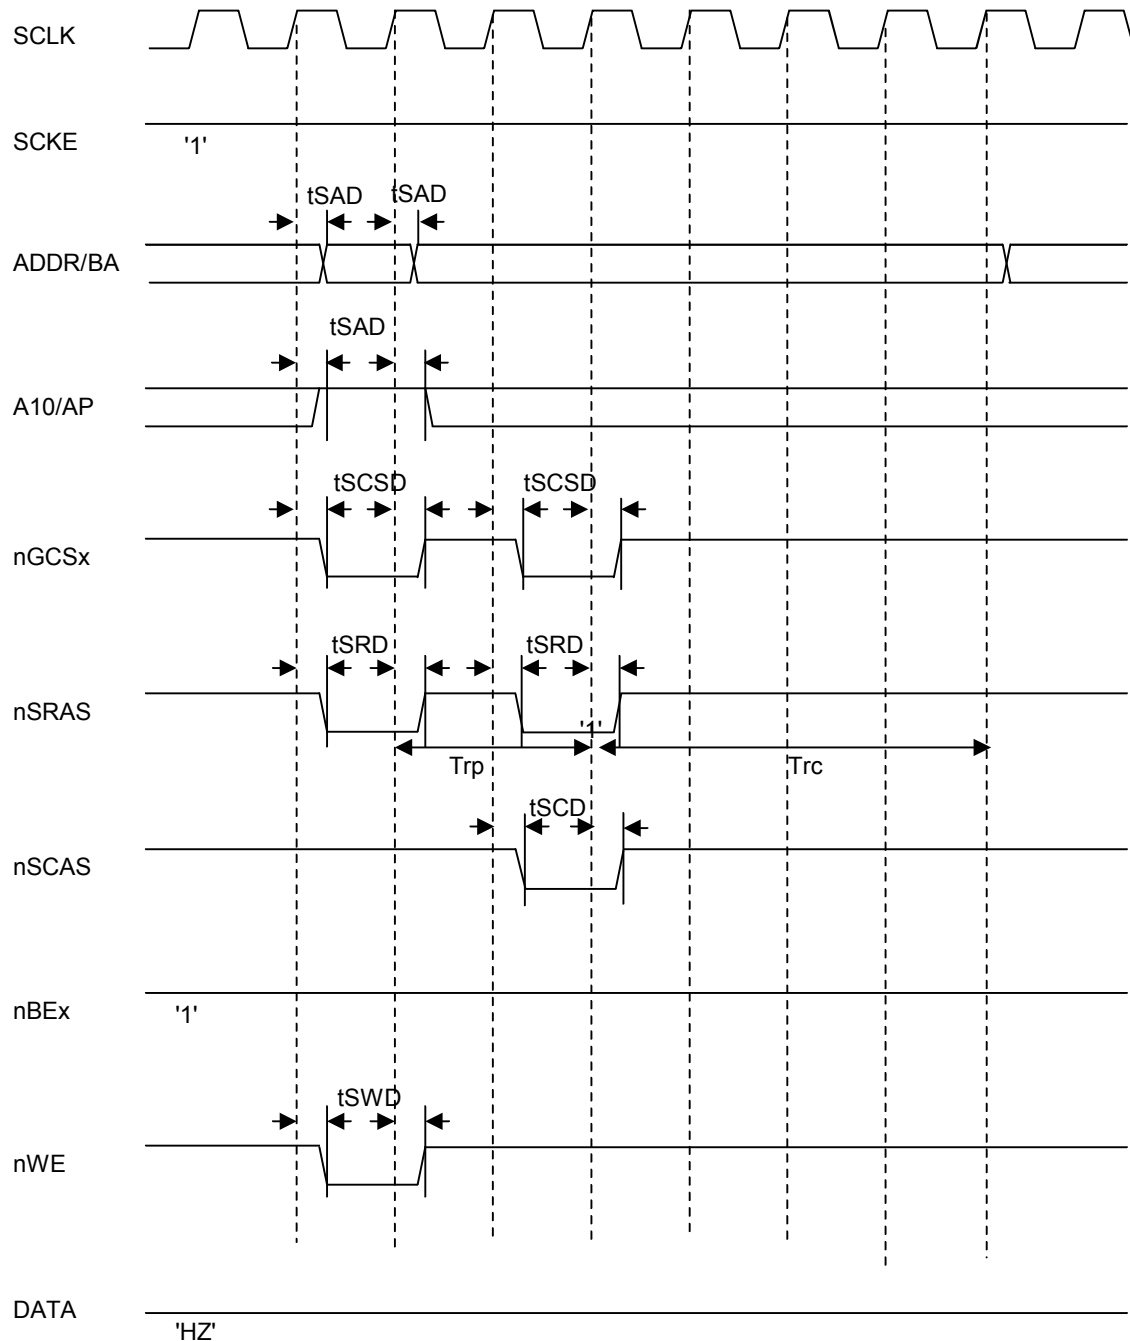 SCLK
SCKE
'1'
tSAD tSAD
ADDR/BA
tSAD
A10/AP
tSCSD tSCSD
nGCSx
tSRD tSRD
nSRAS
'1'
Trp Trc
tSCD
nSCAS
nBEx
'1'
tSWD
nWE
DATA
'HZ'